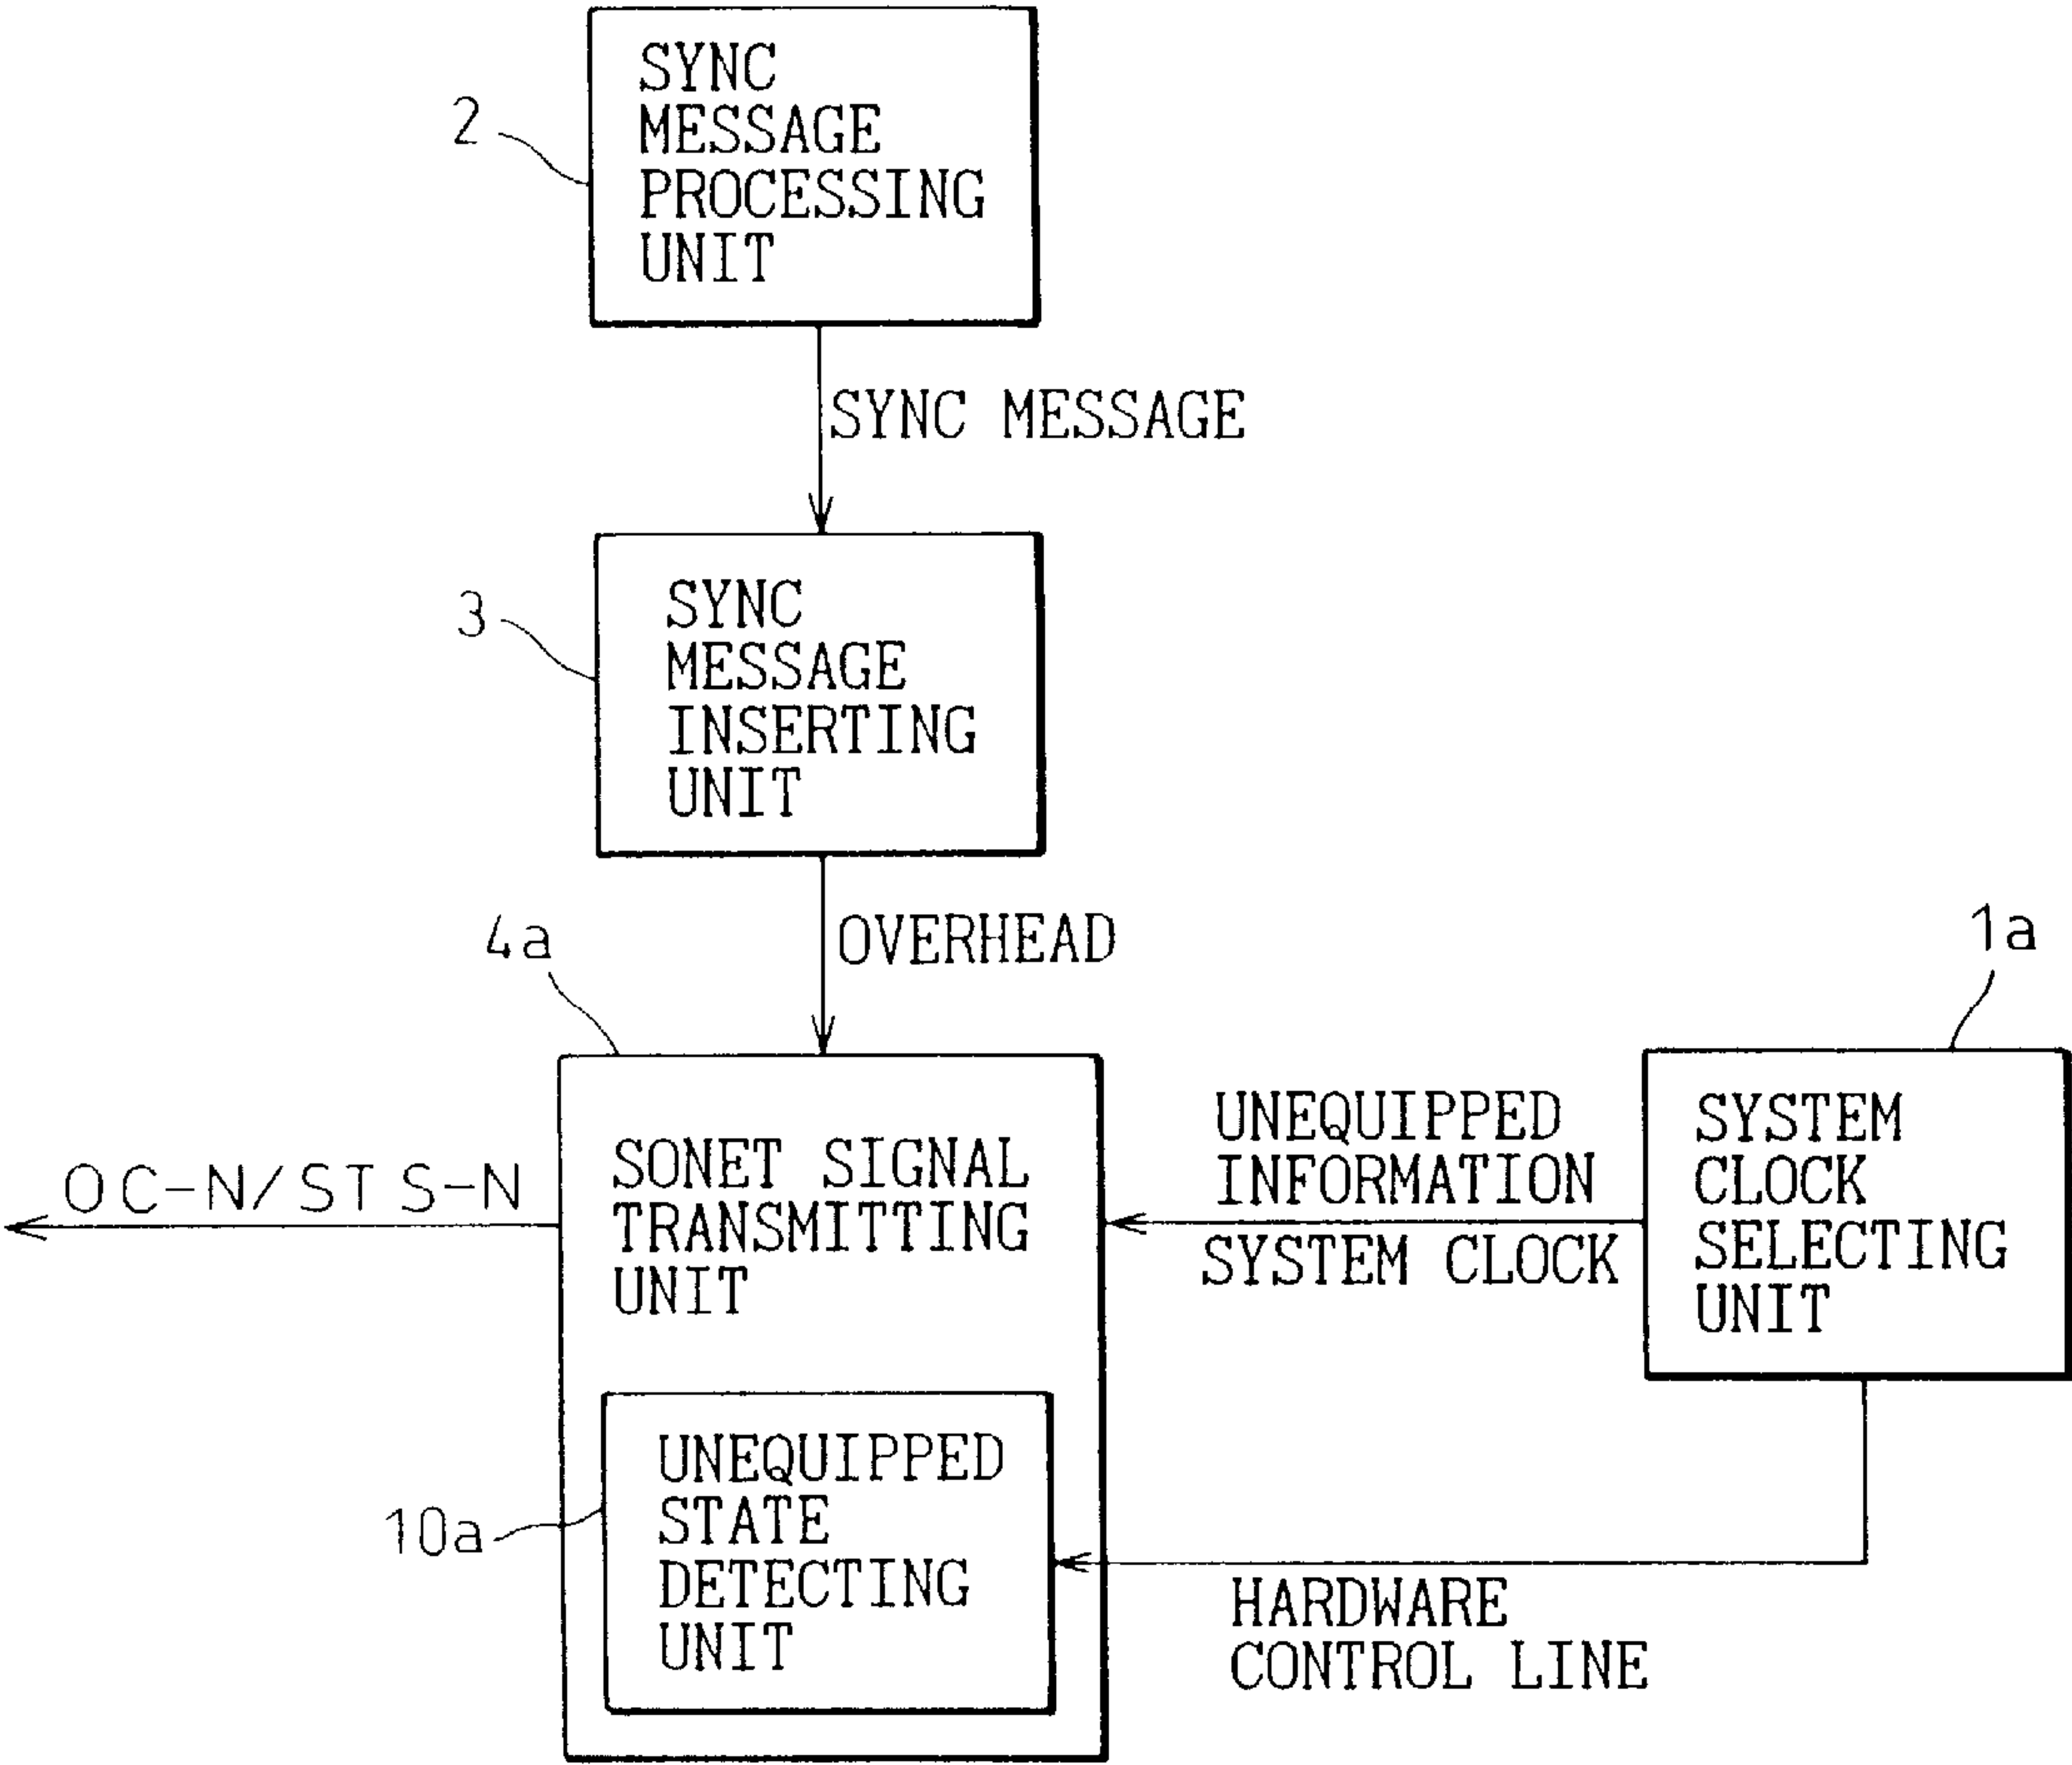 2
SYNC
MESSAGE
PROCESSING
UNIT
SYNC MESSAGE
3
SYNC
MESSAGE
INSERTING
UNIT
OVERHEAD
4a
1a
OC-N/STS-N
SONET SIGNAL
TRANSMITTING
UNIT
UNEQUIPPED
INFORMATION
SYSTEM CLOCK
SYSTEM
CLOCK
SELECTING
UNIT
10a
UNEQUIPPED
STATE
DETECTING
UNIT
HARDWARE
CONTROL LINE